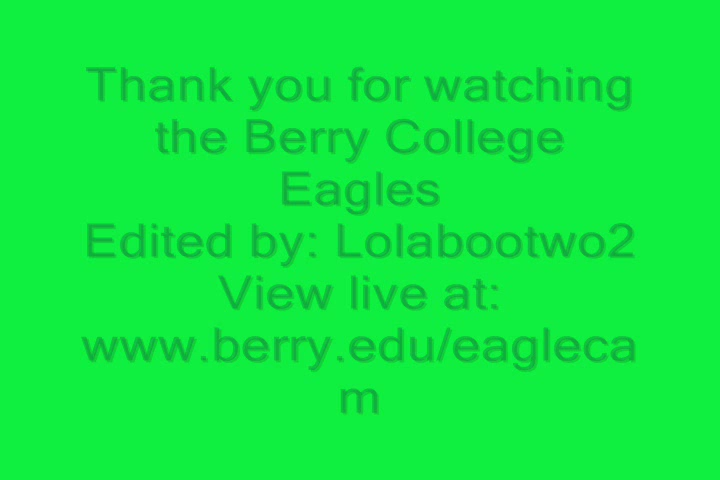 Thank you for watching
the Berry College
Eagles
Edited by: Lolabootwo2
View live at:
www.berry.edu/eagleca
m